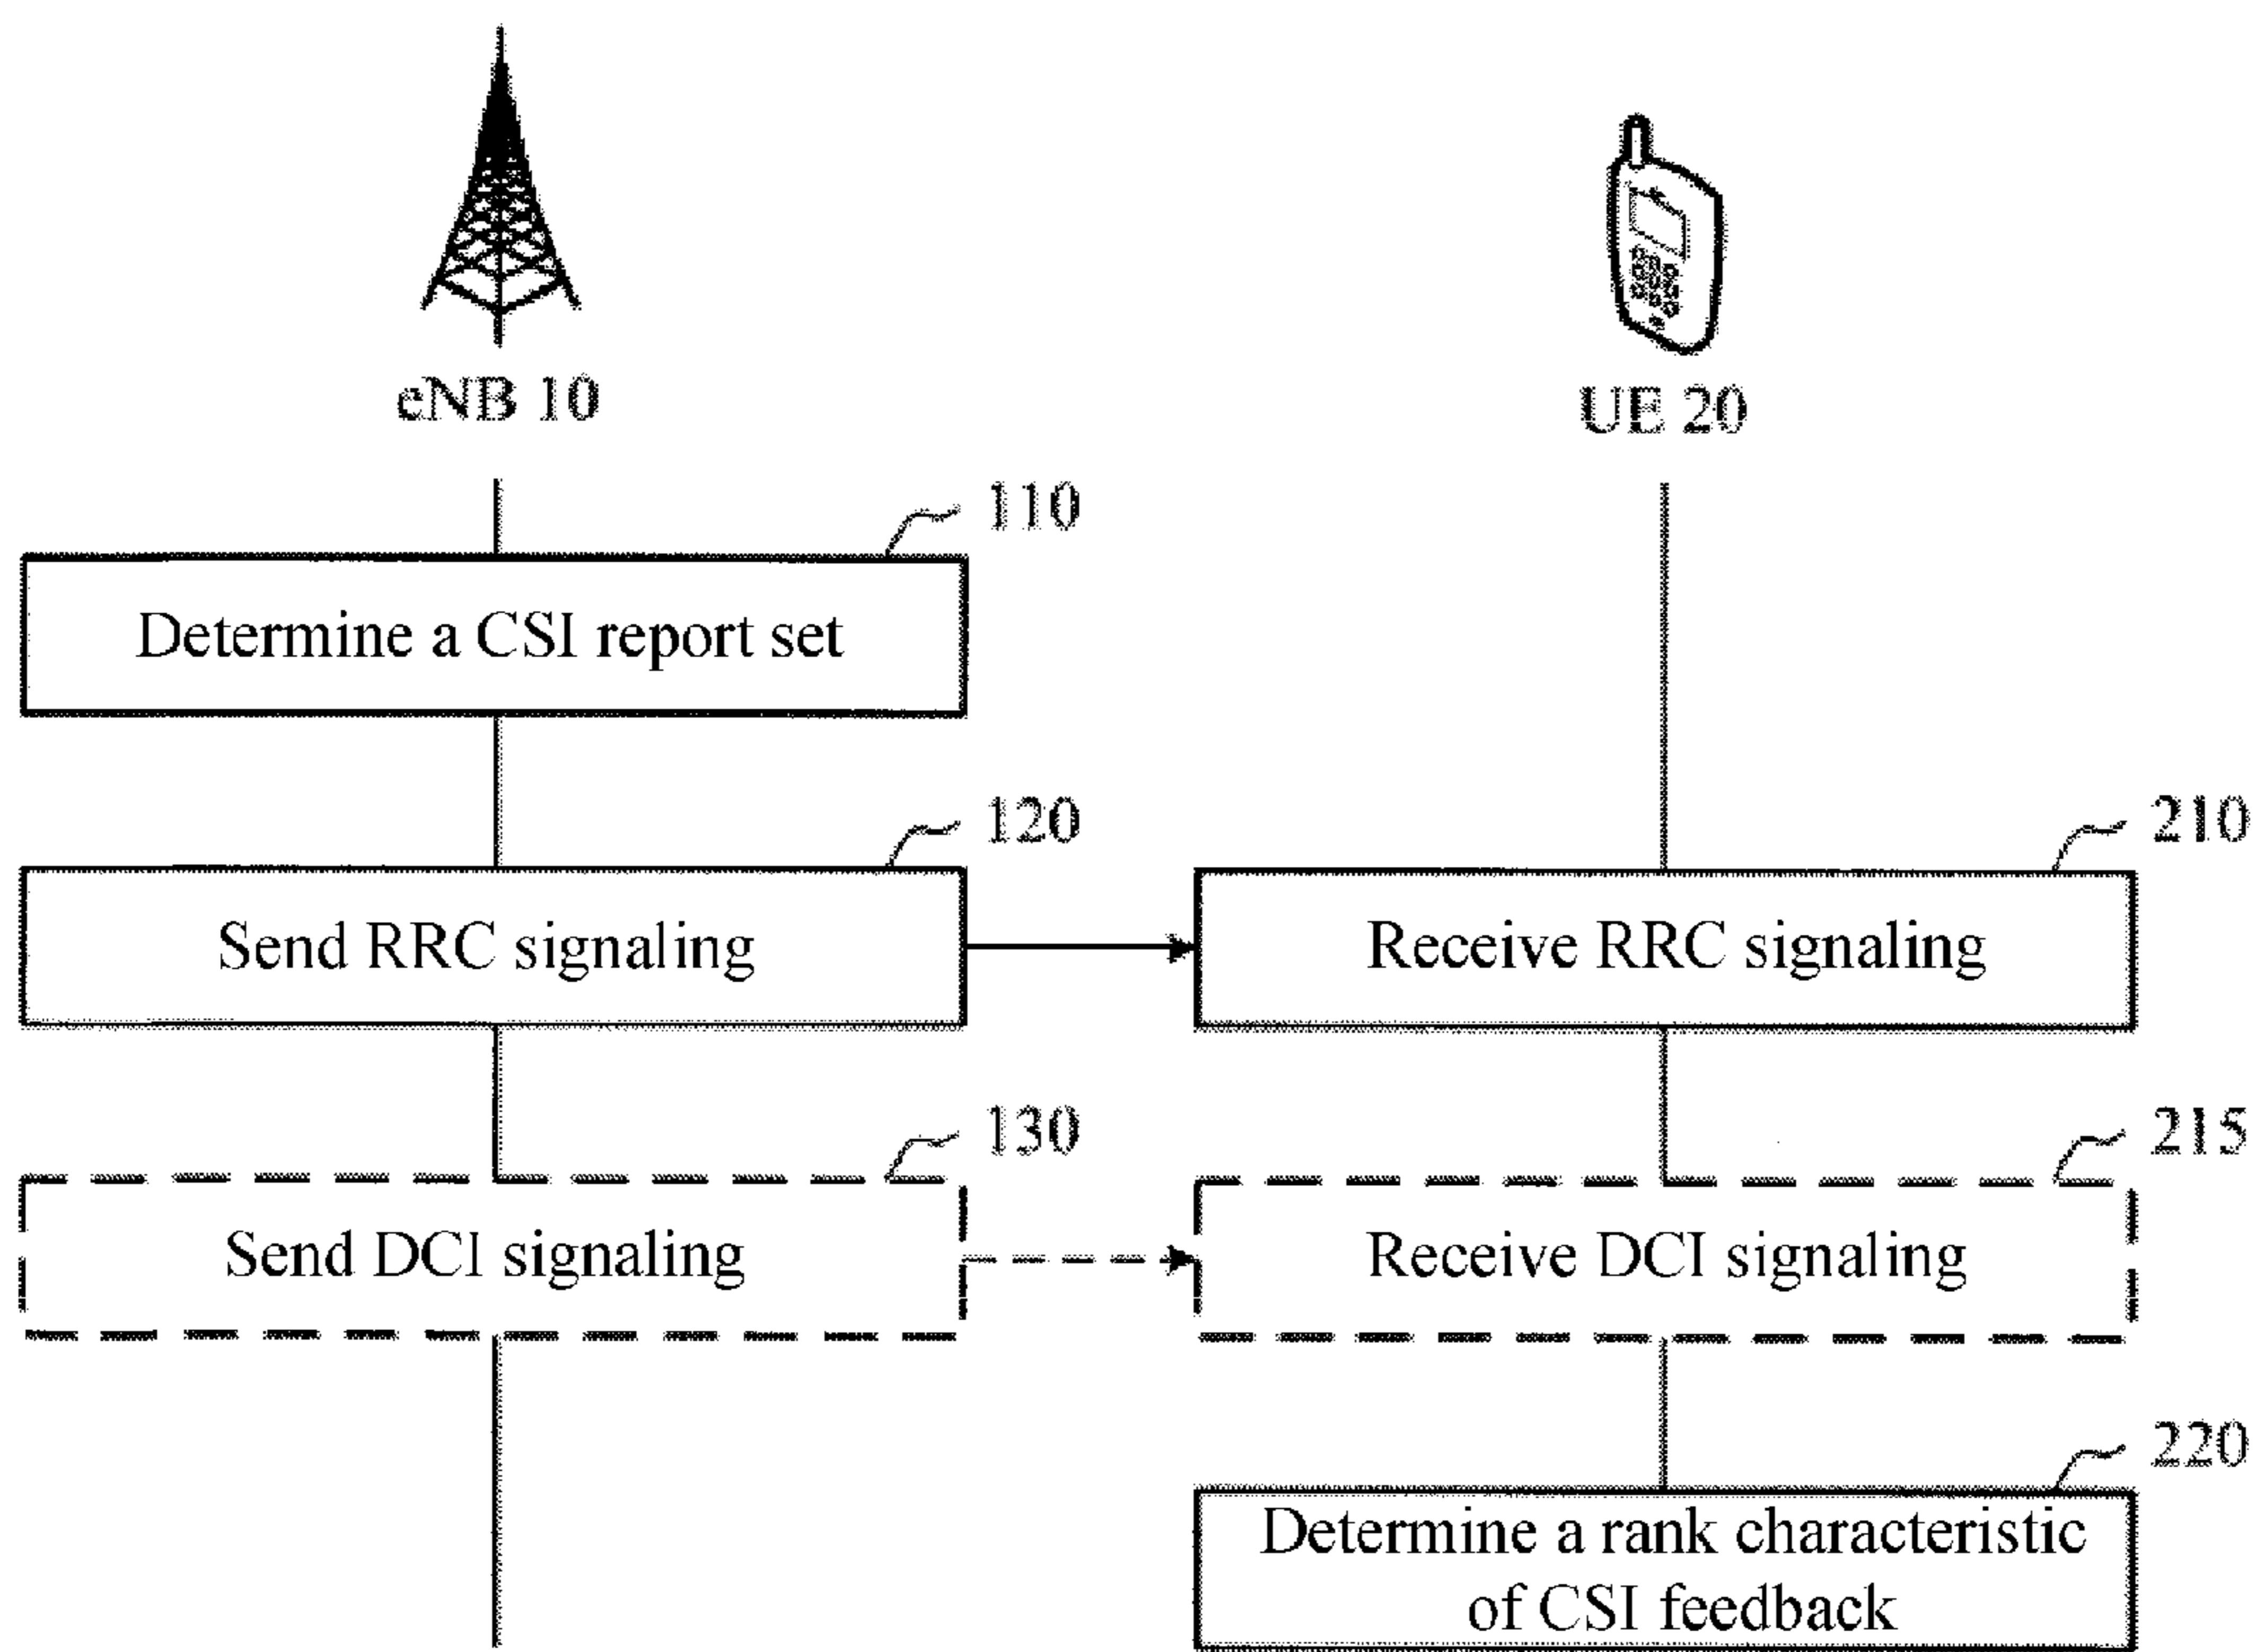 eNB 10
UE 20
110
Determine a CSI report set
120
210
Send RRC signaling
Receive RRC signaling
130
215
Send DCI signaling
Receive DCI signaling
220
Determine a rank characteristic
of CSI feedback